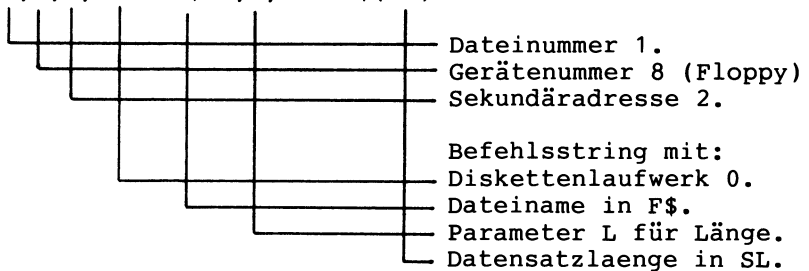 Dateinummer 1.
Gerätenummer 8 (Floppy)
Sekundäradresse 2.
Befehlsstring mit:
Diskettenlaufwerk 0.
Dateiname in F$.
Parameter L für Länge.
Datensatzlaenge in SL.